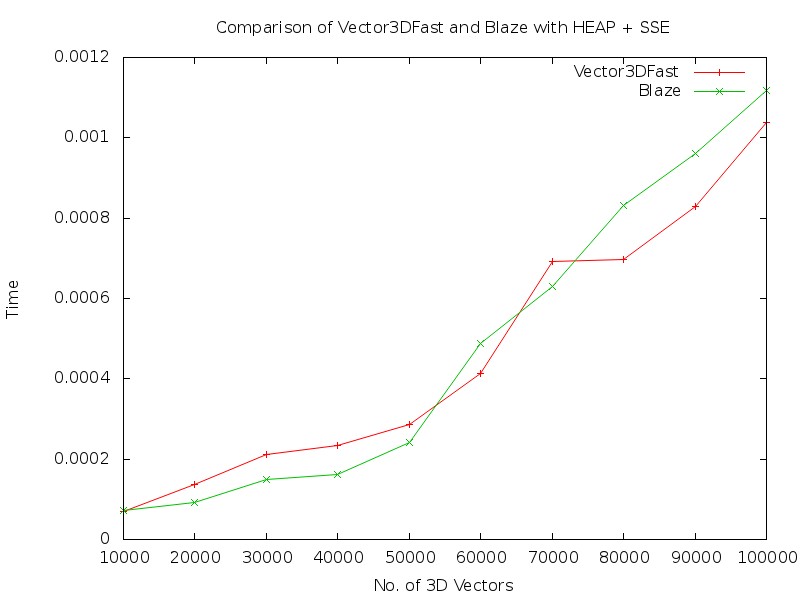 Comparison of Vector3DFast and Blaze with HEAP + SSE
Vector3DFast
Blaze
0.0012
0.001
0.0008
0.0006
0.0004
0.0002
0
Time
10000 20000 30000 40000 50000 60000 70000 80000 90000 100000
No. of 3D Vectors